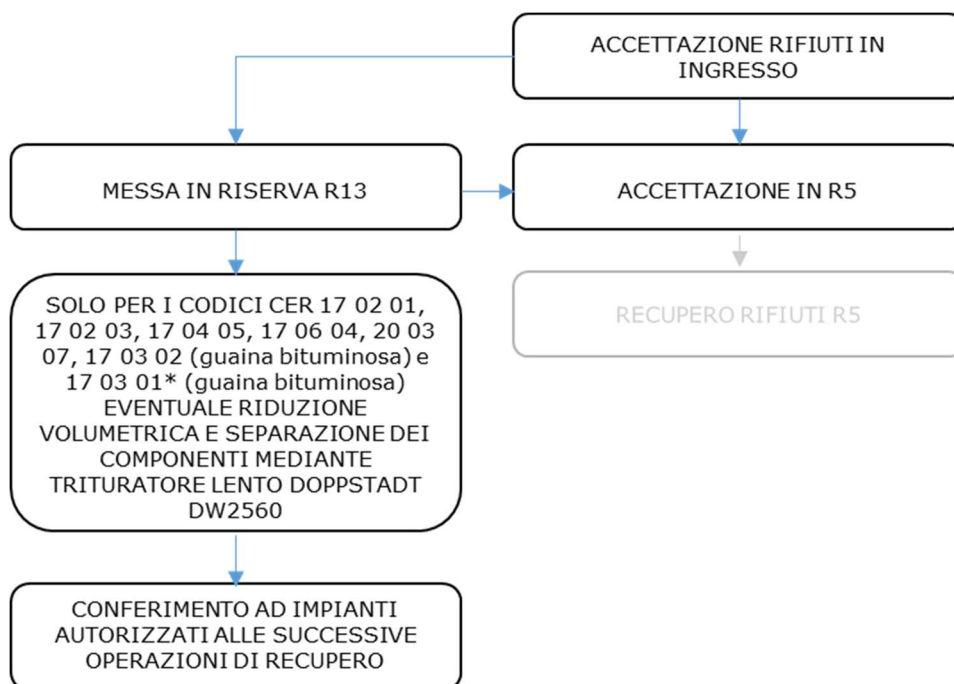 ACCETTAZIONE RIFIUTI IN
INGRESSO
MESSA IN RISERVA R13
ACCETTAZIONE IN R5
SOLO PER I CODICI CER 17 02 01,
17 02 03, 17 04 05, 17 06 04, 20 03
07, 17 03 02 (guaina bituminosa) e
17 03 01* (guaina bituminosa)
EVENTUALE RIDUZIONE
VOLUMETRICA E SEPARAZIONE DEI
COMPONENTI MEDIANTE
TRITURATORE LENTO DOPPSTADT
DW2560
RECUPERO RIFIUTI R5
CONFERIMENTO AD IMPIANTI
AUTORIZZATI ALLE SUCCESSIVE
OPERAZIONI DI RECUPERO